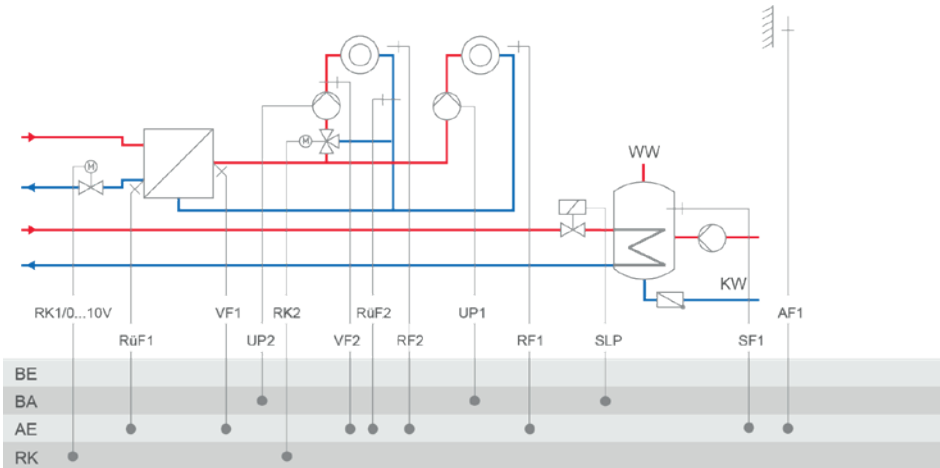 M
M
WW
KW
RK1/0...10V VF1 RK2 RüF2 UP1 AF1
RüF1 UP2 VF2 RF2 RF1 SLP SF1
BE
BA
AE
RK